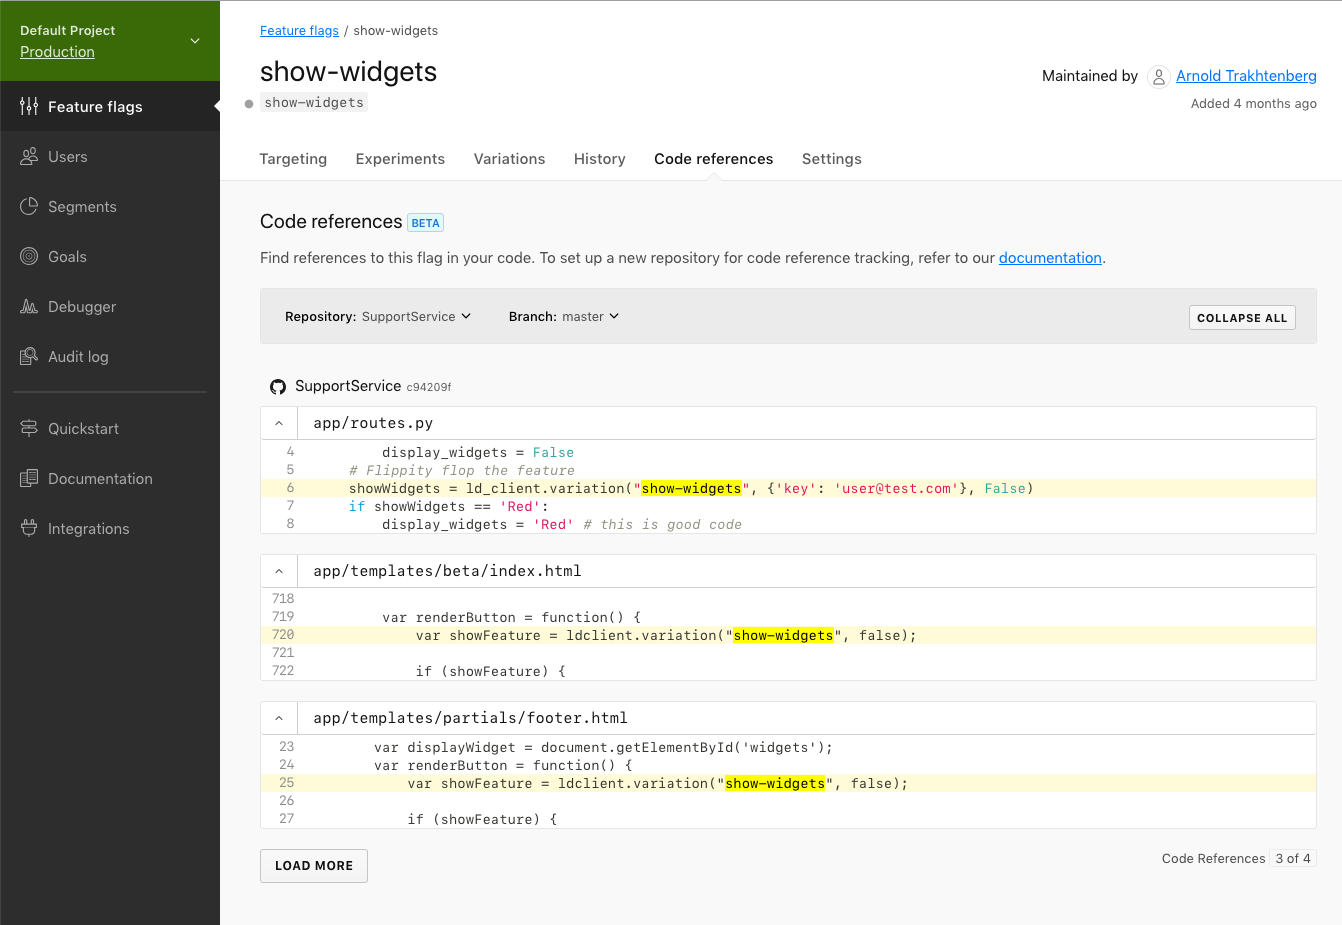 Default Project
Production
Feature flags
Users
Segments
Goals
Debugger
Audit log
Quickstart
Documentation
Integrations
Feature flags / show-widgets
show-widgets
show-widgets
Maintained by Arnold Trakhtenberg
Added 4 months ago
Targeting Experiments Variations History Code references Settings
Code references BETA
Find references to this flag in your code. To set up a new repository for code reference tracking, refer to our documentation.
Repository: SupportService Branch: master COLLAPSE ALL
SupportService c94209f
app/routes.py
4 display_widgets = False
5 # Flippity flop the feature
6 showWidgets = ld_client.variation("show-widgets", {'key': 'user@test.com'}, False)
7 if showWidgets == 'Red':
8 display_widgets = 'Red' # this is good code
app/templates/beta/index.html
718
719 var renderButton = function() {
720 var showFeature = ldclient.variation("show-widgets", false);
721
722 if (showFeature) {
app/templates/partials/footer.html
23 var displayWidget = document.getElementById('widgets');
24 var renderButton = function() {
25 var showFeature = ldclient.variation("show-widgets", false);
26
27 if (showFeature) {
LOAD MORE
Code References 3 of 4